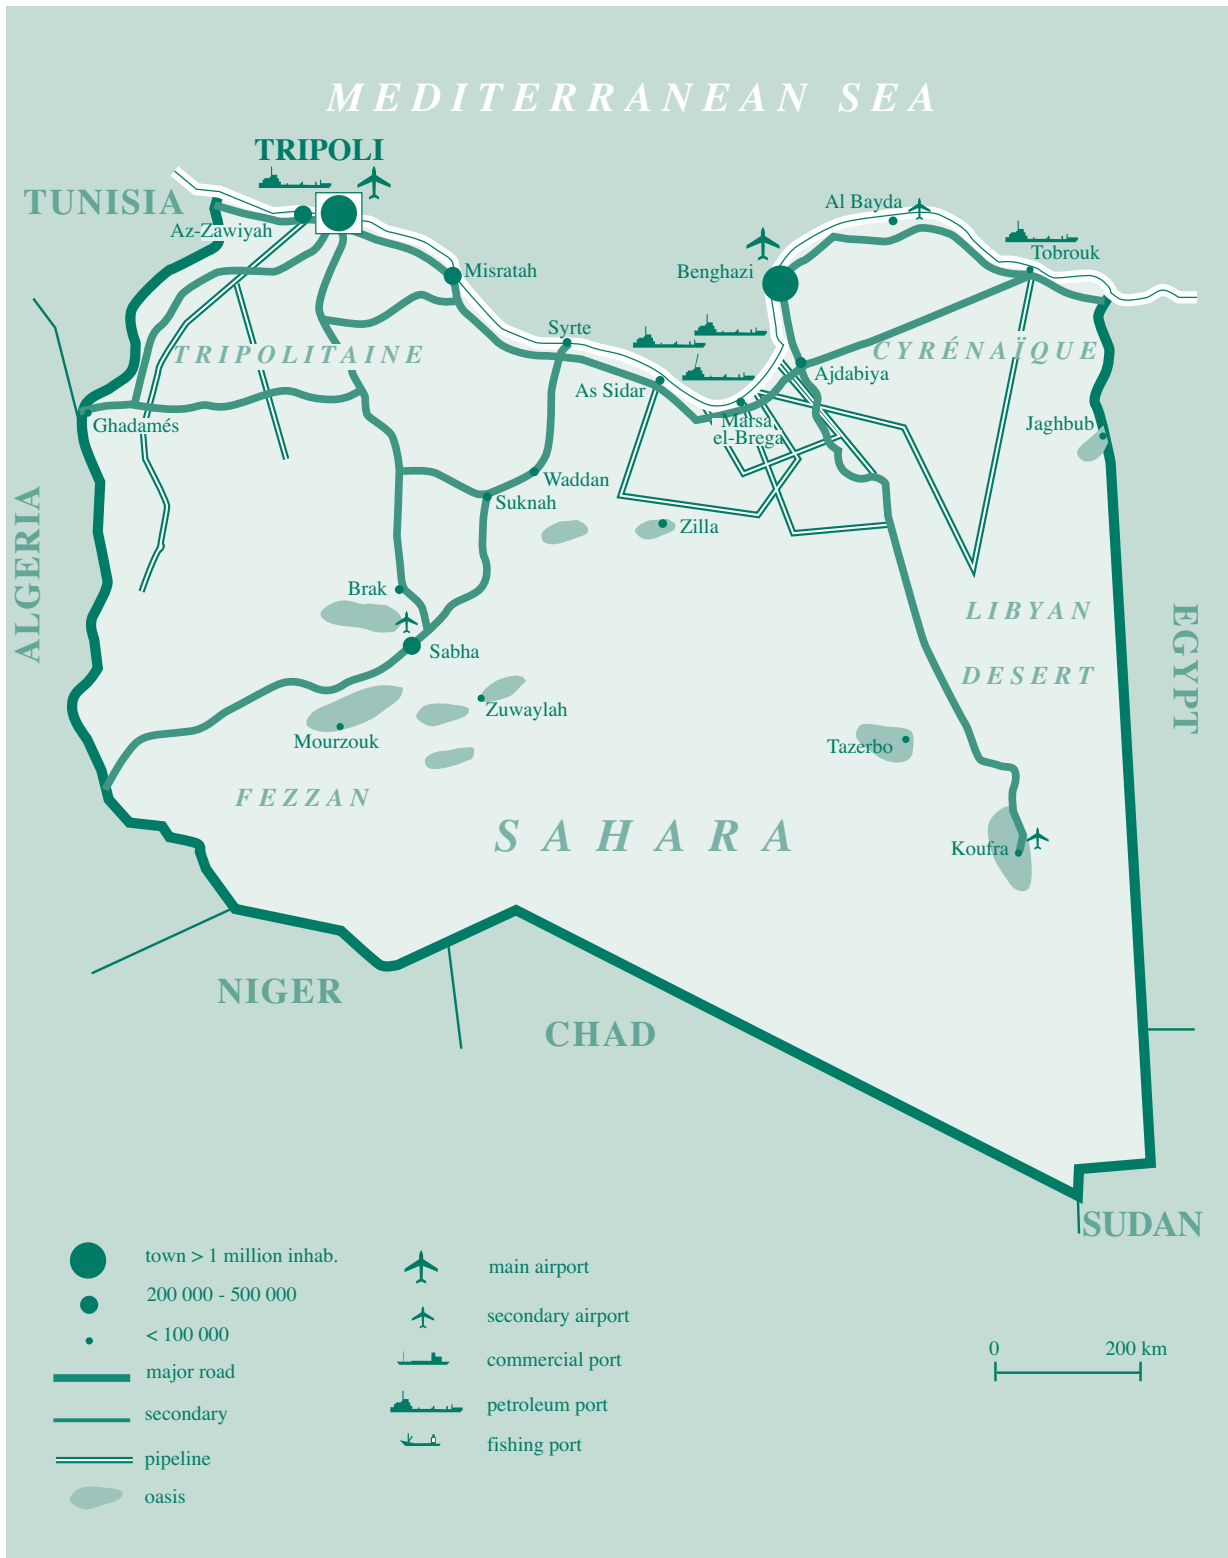 MEDITERRANEAN SEA
TRIPOLI
TUNISIA
Az-Zawiyah
Al Bayda
Tobrouk
Benghazi
Misratah
Syrte
TRIPOLITAINE
CYRÉNAÏQUE
As Sidar
Ajdabiya
Ghadamés
Marsa
el-Brega
Jaghbub
Waddan
Suknah
Zilla
ALGERIA
Brak
LIBYAN
DESERT
EGYPT
Sabha
Zuwaylah
Mourzouk
Tazerbo
FEZZAN
SAHARA
Koufra
NIGER
CHAD
SUDAN
town > 1 million inhab.
200 000 - 500 000
< 100 000
major road
secondary
pipeline
oasis
main airport
secondary airport
commercial port
petroleum port
fishing port
0 200 km